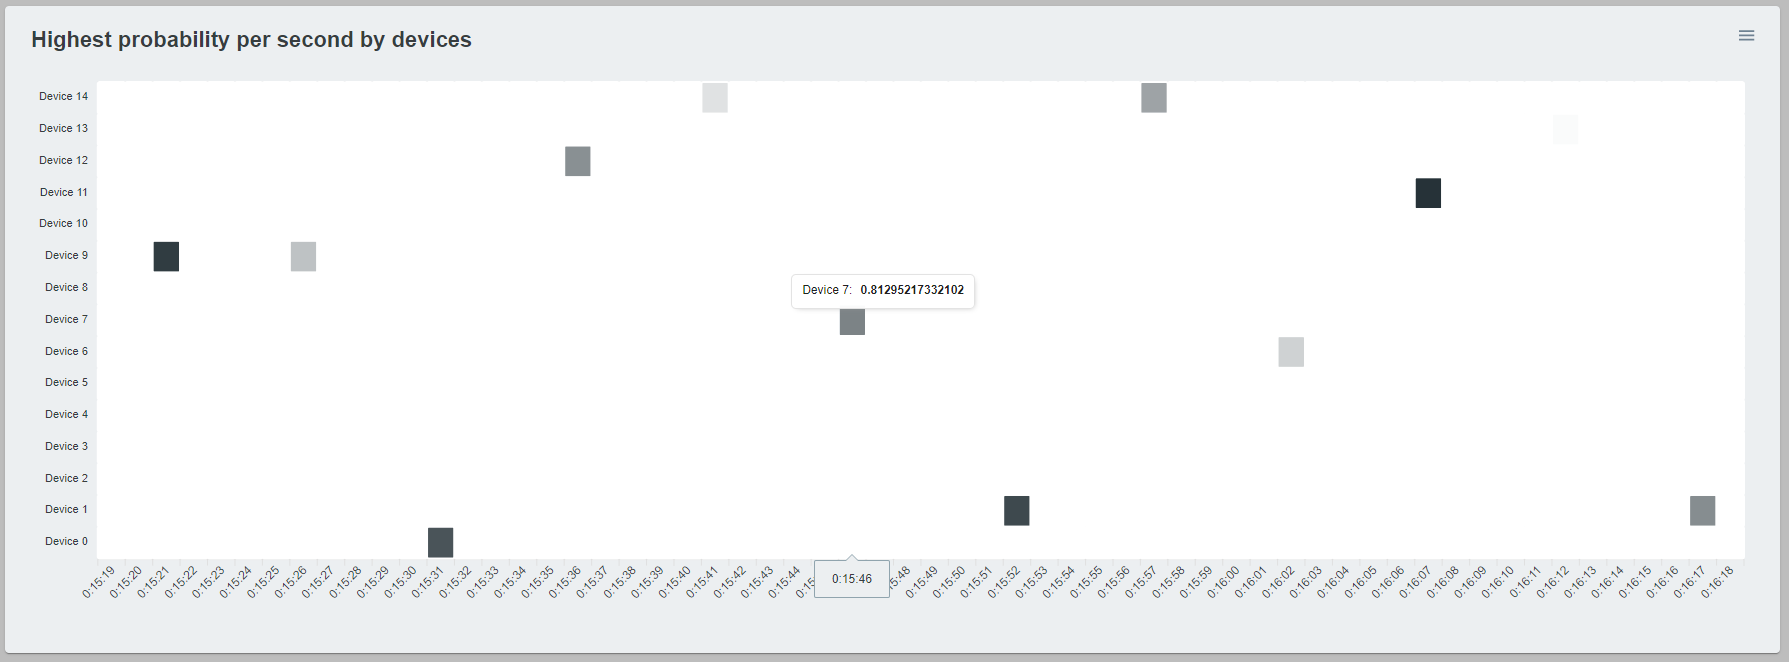 Highest probability per second by devices
Device 14
Device 13
Device 12
Device 11
Device 10
Device 9
Device 8
Device 7: 0.81295217332102
Device 7
Device 6
Device 5
Device 4
Device 3
Device 2
Device 1
Device 0
0:15:19 0:15:20 0:15:21 0:15:22 0:15:23 0:15:24 0:15:25 0:15:26 0:15:27 0:15:28 0:15:29 0:15:30 0:15:31 0:15:32 0:15:33 0:15:34 0:15:35 0:15:36 0:15:37 0:15:38 0:15:39 0:15:40 0:15:41 0:15:42 0:15:43 0:15:44 0:15:46 0:15:49 0:15:50 0:15:51 0:15:52 0:15:53 0:15:54 0:15:55 0:15:56 0:15:57 0:15:58 0:15:59 0:16:00 0:16:01 0:16:02 0:16:03 0:16:04 0:16:05 0:16:06 0:16:07 0:16:08 0:16:09 0:16:10 0:16:11 0:16:12 0:16:13 0:16:14 0:16:15 0:16:16 0:16:17 0:16:18